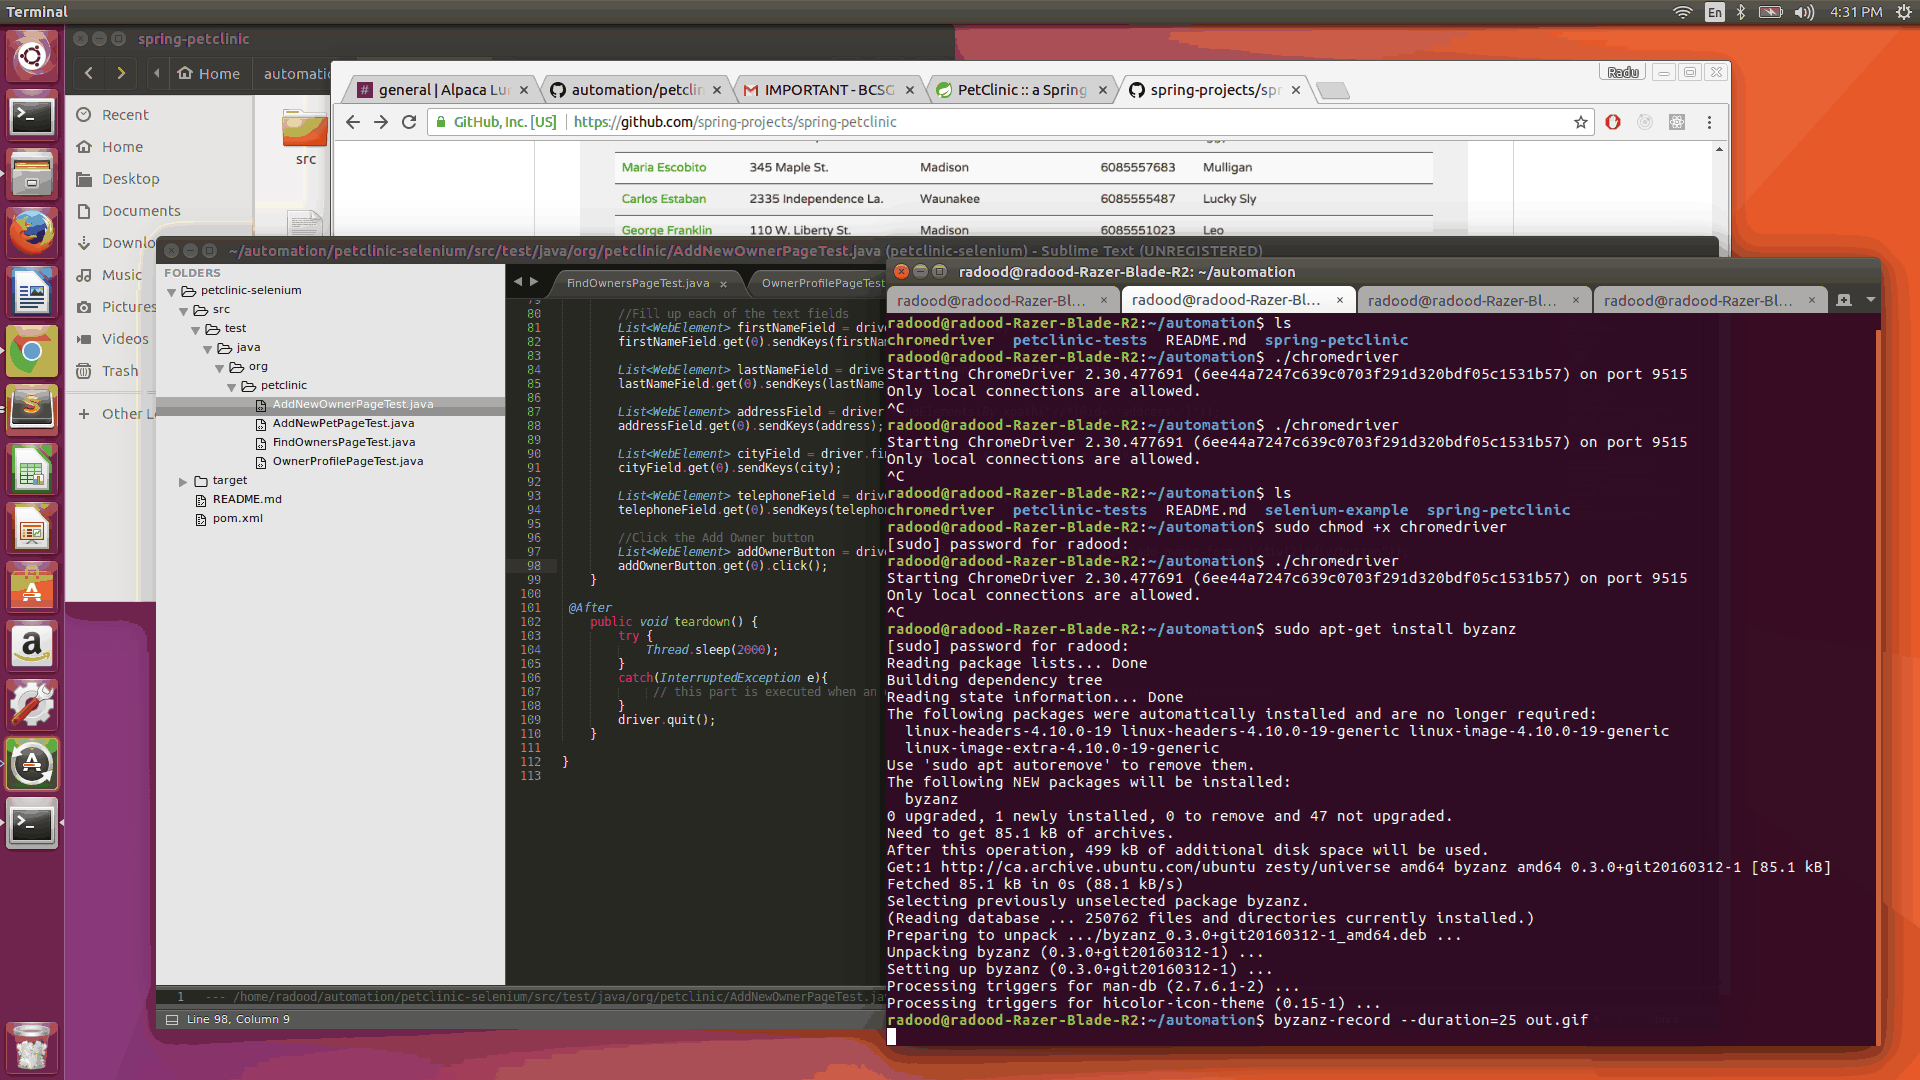 Terminal
En
4:31 PM
spring-petclinic
Home
Recent
Home
Desktop
Documents
Music
Pictures
Videos
Trash
Other
src
Radu
general | Alpaca
automation/petclin
IMPORTANT - BCSG
PetClinic :: a Spring
spring-projects/spr
GitHub, Inc. [US]
https://github.com/spring-projects/spring-petclinic
Maria Escobito 345 Maple St. Madison 6085557683 Mulligan
Carlos Estaban 2335 Independence La. Waunakee 6085555487 Lucky Sly
George Franklin 110 W. Liberty St. Madison 6085551023 Leo
~/automation/petclinic-selenium/src/test/java/org/petclinic/AddNewOwnerPageTest.java (petclinic-selenium) - Sublime Text (UNREGISTERED)
FOLDERS
petclinic-selenium
src
test
java
org
petclinic
AddNewOwnerPageTest.java
AddNewPetPageTest.java
FindOwnersPageTest.java
OwnerProfilePageTest.java
target
README.md
pom.xml
FindOwnersPageTest.java
OwnerProfilePageTest
79
80 //Fill up each of the text fields
81 List<WebElement> firstNameField = drive
82 firstNameField.get(0).sendKeys(firstNam
83
84 List<WebElement> lastNameField = driver
85 lastNameField.get(0).sendKeys(lastName
86
87 List<WebElement> addressField = driver
88 addressField.get(0).sendKeys(address);
89
90 List<WebElement> cityField = driver.fi
91 cityField.get(0).sendKeys(city);
92
93 List<WebElement> telephoneField = drive
94 telephoneField.get(0).sendKeys(telepho
95
96 //Click the Add Owner button
97 List<WebElement> addOwnerButton = drive
98 addOwnerButton.get(0).click();
99 }
100
101 @After
102 public void teardown() {
103 try {
104 Thread.sleep(2000);
105 }
106 catch(InterruptedException e){
107 // this part is executed when an
108 }
109 driver.quit();
110 }
111
112 }
113
1 --- /home/radood/automation/petclinic-selenium/src/test/java/org/petclinic/AddNewOwnerPageTest.ja
Line 98, Column 9
radood@radood-Razer-Blade-R2: ~/automation
radood@radood-Razer-Bl...
radood@radood-Razer-Bl...
radood@radood-Razer-Bl...
radood@radood-Razer-Bl...
radood@radood-Razer-Blade-R2:~/automation$ ls
chromedriver petclinic-tests README.md spring-petclinic
radood@radood-Razer-Blade-R2:~/automation$ ./chromedriver
Starting ChromeDriver 2.30.477691 (6ee44a7247c639c0703f291d320bdf05c1531b57) on port 9515
Only local connections are allowed.
^C
radood@radood-Razer-Blade-R2:~/automation$ ./chromedriver
Starting ChromeDriver 2.30.477691 (6ee44a7247c639c0703f291d320bdf05c1531b57) on port 9515
Only local connections are allowed.
^C
radood@radood-Razer-Blade-R2:~/automation$ ls
chromedriver petclinic-tests README.md selenium-example spring-petclinic
radood@radood-Razer-Blade-R2:~/automation$ sudo chmod +x chromedriver
[sudo] password for radood:
radood@radood-Razer-Blade-R2:~/automation$ ./chromedriver
Starting ChromeDriver 2.30.477691 (6ee44a7247c639c0703f291d320bdf05c1531b57) on port 9515
Only local connections are allowed.
^C
radood@radood-Razer-Blade-R2:~/automation$ sudo apt-get install byzanz
[sudo] password for radood:
Reading package lists... Done
Building dependency tree
Reading state information... Done
The following packages were automatically installed and are no longer required:
linux-headers-4.10.0-19 linux-headers-4.10.0-19-generic linux-image-4.10.0-19-generic
linux-image-extra-4.10.0-19-generic
Use 'sudo apt autoremove' to remove them.
The following NEW packages will be installed:
byzanz
0 upgraded, 1 newly installed, 0 to remove and 47 not upgraded.
Need to get 85.1 kB of archives.
After this operation, 499 kB of additional disk space will be used.
Get:1 http://ca.archive.ubuntu.com/ubuntu zesty/universe amd64 byzanz amd64 0.3.0+git20160312-1 [85.1 kB]
Fetched 85.1 kB in 0s (88.1 kB/s)
Selecting previously unselected package byzanz.
(Reading database ... 250762 files and directories currently installed.)
Preparing to unpack .../byzanz_0.3.0+git20160312-1_amd64.deb ...
Unpacking byzanz (0.3.0+git20160312-1) ...
Setting up byzanz (0.3.0+git20160312-1) ...
Processing triggers for man-db (2.7.6.1-2) ...
Processing triggers for hicolor-icon-theme (0.15-1) ...
radood@radood-Razer-Blade-R2:~/automation$ byzanz-record --duration=25 out.gif